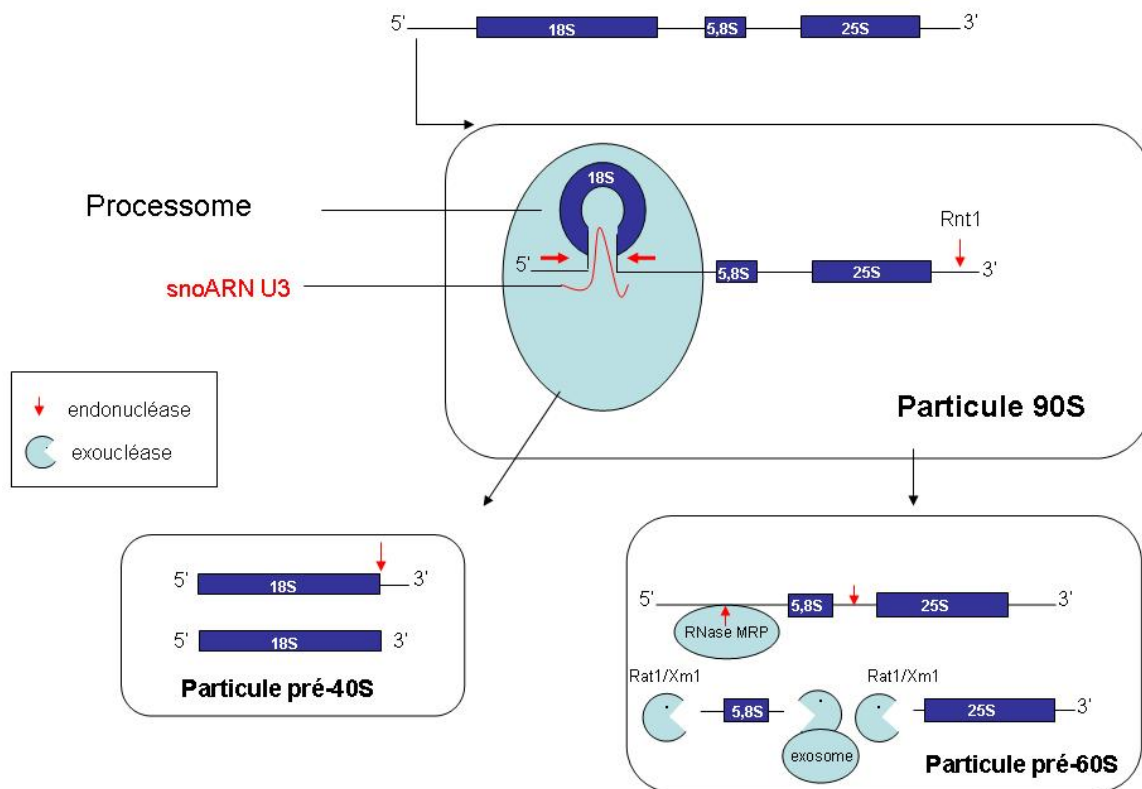 5'
18S
5,8S
25S
3'
Processome
18S
Rnt1
5'
5,8S
25S
3'
snoARN U3
endonucléase
exoucléase
Particule 90S
5'
18S
3'
5'
18S
3'
Particule pré-40S
5'
5,8S
25S
3'
RNase MRP
Rat1/Xm1
Rat1/Xm1
5,8S
25S
3'
exosome
Particule pré-60S